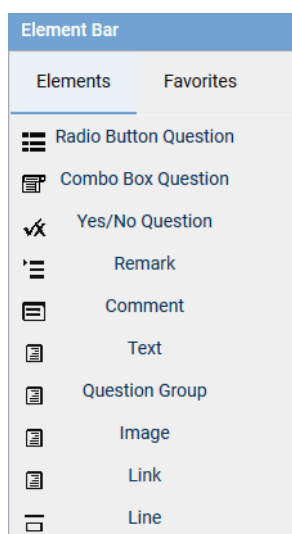 Element Bar
Elements Favorites
Radio Button Question
Combo Box Question
Yes/No Question
Remark
Comment
Text
Question Group
Image
Link
Line